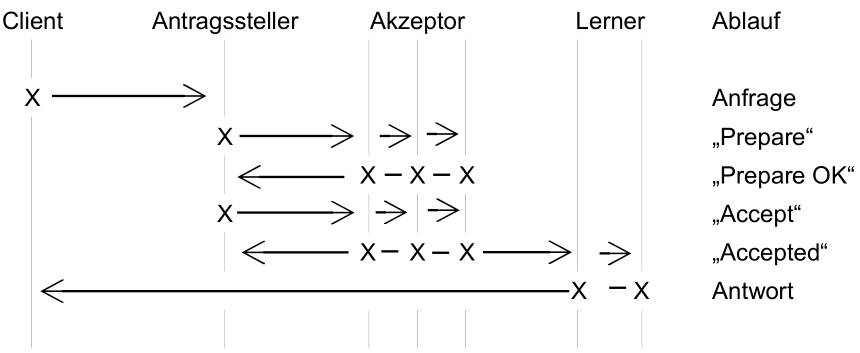 Client Antragssteller Akzeptor Lerner Ablauf
X Anfrage
X „Prepare“
X – X – X „Prepare OK“
X „Accept“
X – X – X „Accepted“
X – X Antwort